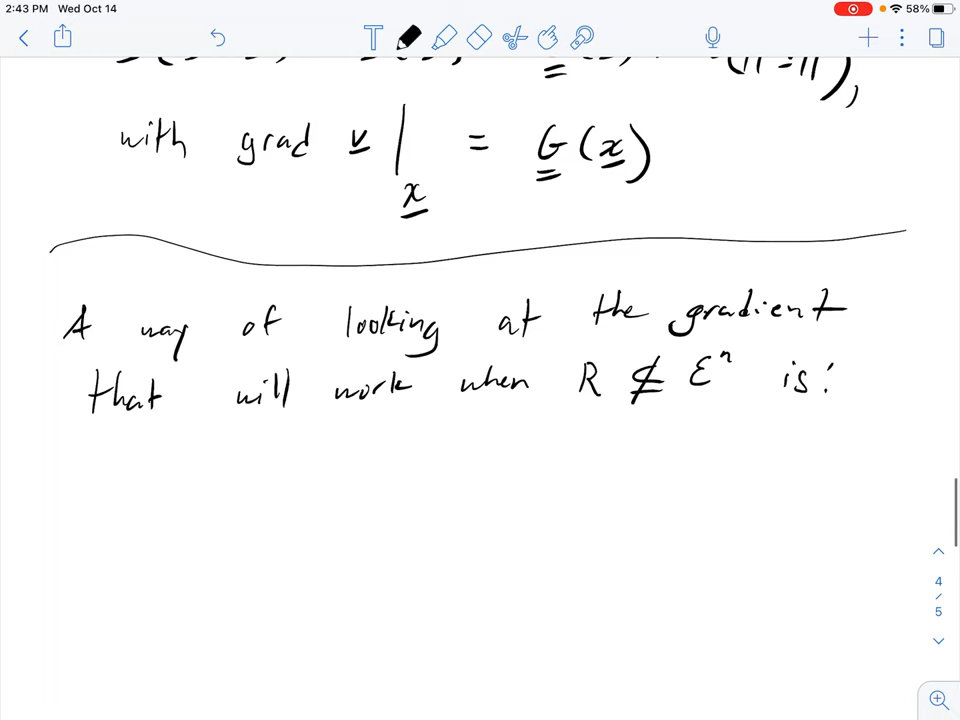 2:43 PM Wed Oct 14
58%
T
with grad v | = G(x)
x
A way of looking at the gradient
that will work when R ⊄ Ɛⁿ is:
4
/
5